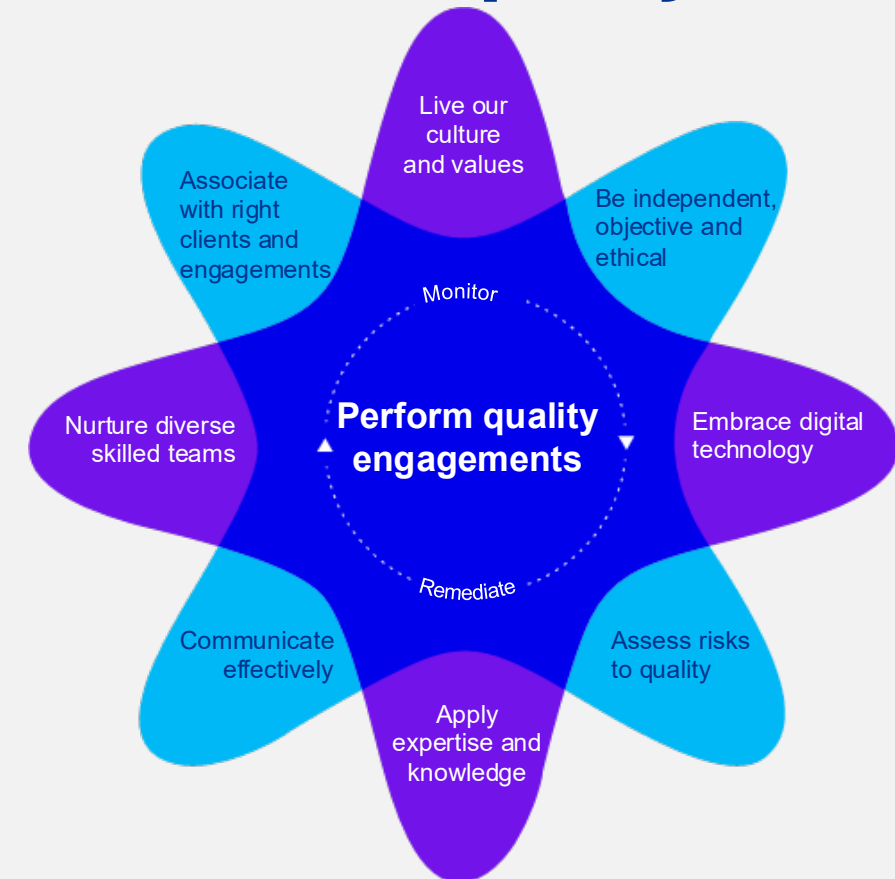 Live our
culture
and values
Associate
with right
clients and
engagements
Be independent,
objective and
ethical
Monitor
Nurture diverse
skilled teams
Perform quality
engagements
Embrace digital
technology
Remediate
Communicate
effectively
Assess risks
to quality
Apply
expertise and
knowledge